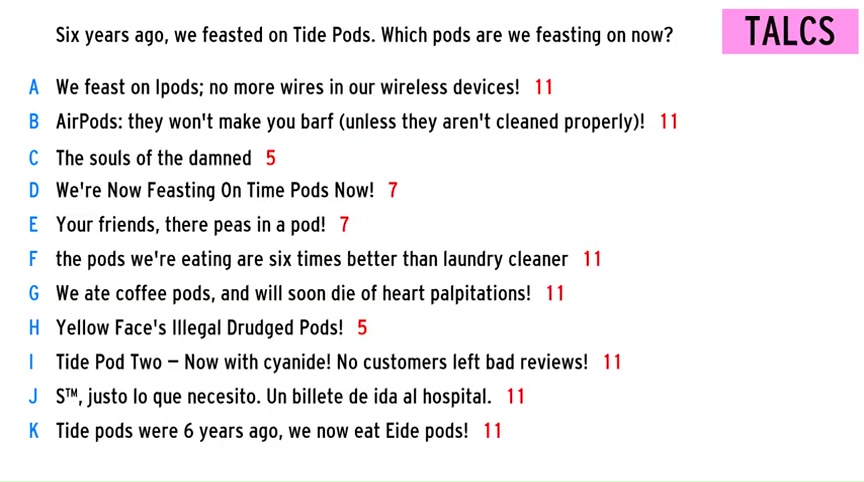 Six years ago, we feasted on Tide Pods. Which pods are we feasting on now?
TALCS
A We feast on Ipods; no more wires in our wireless devices! 11
B AirPods: they won't make you barf (unless they aren't cleaned properly)! 11
C The souls of the damned 5
D We're Now Feasting On Time Pods Now! 7
E Your friends, there peas in a pod! 7
F the pods we're eating are six times better than laundry cleaner 11
G We ate coffee pods, and will soon die of heart palpitations! 11
H Yellow Face's Illegal Drudged Pods! 5
I Tide Pod Two – Now with cyanide! No customers left bad reviews! 11
J S™, justo lo que necesito. Un billete de ida al hospital. 11
K Tide pods were 6 years ago, we now eat Eide pods! 11